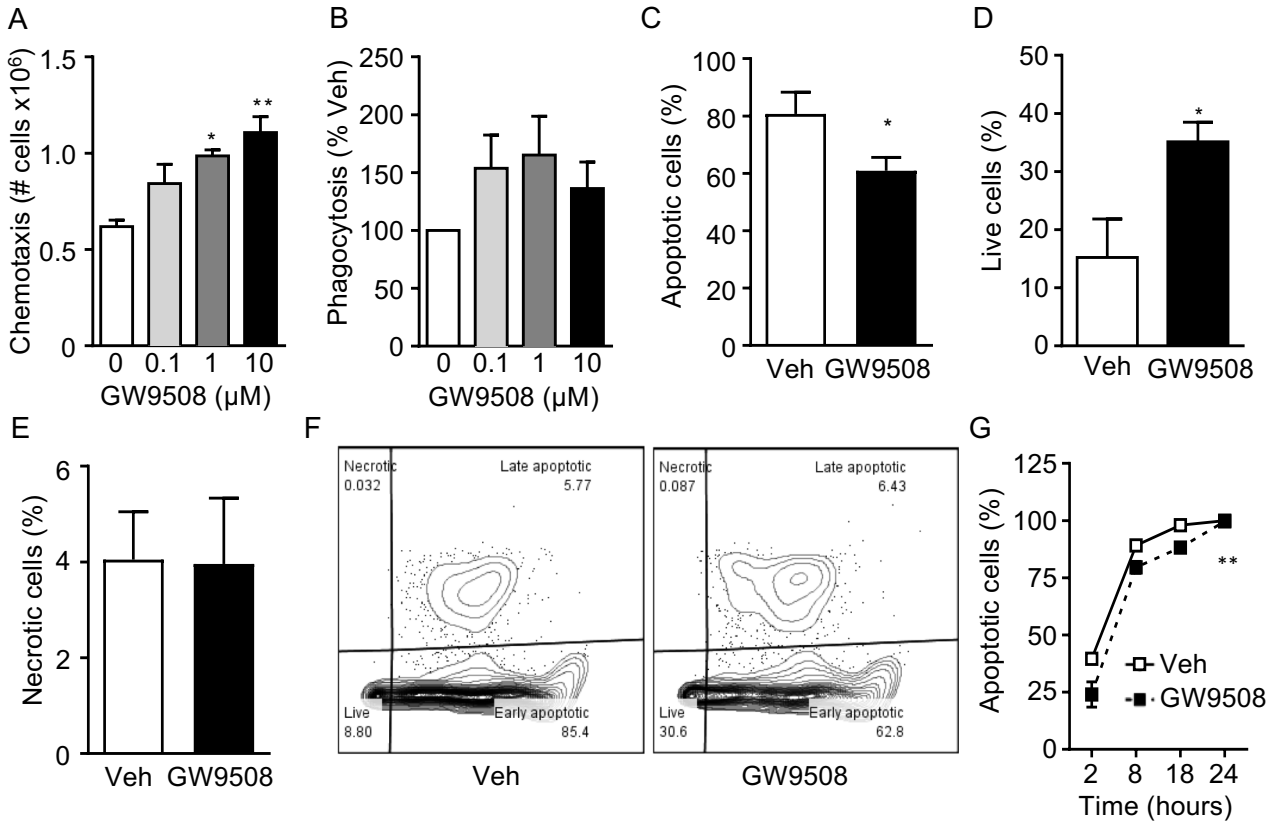 A
Chemotaxis (# cells x10⁶)
1.5
1.0
0.5
0
*
**
0 0.1 1 10
GW9508 (µM)
B
Phagocytosis (% Veh)
250
200
150
100
50
0
0 0.1 1 10
GW9508 (µM)
C
Apoptotic cells (%)
100
80
60
40
20
0
*
Veh GW9508
D
Live cells (%)
50
40
30
20
10
0
*
Veh GW9508
E
Necrotic cells (%)
6
4
2
0
Veh GW9508
F
Necrotic
0.032
Late apoptotic
5.77
Live
8.80
Early apoptotic
85.4
Veh
Necrotic
0.087
Late apoptotic
6.43
Live
30.6
Early apoptotic
62.8
GW9508
G
Apoptotic cells (%)
125
100
75
50
25
0
**
Veh
GW9508
2 8 18 24
Time (hours)